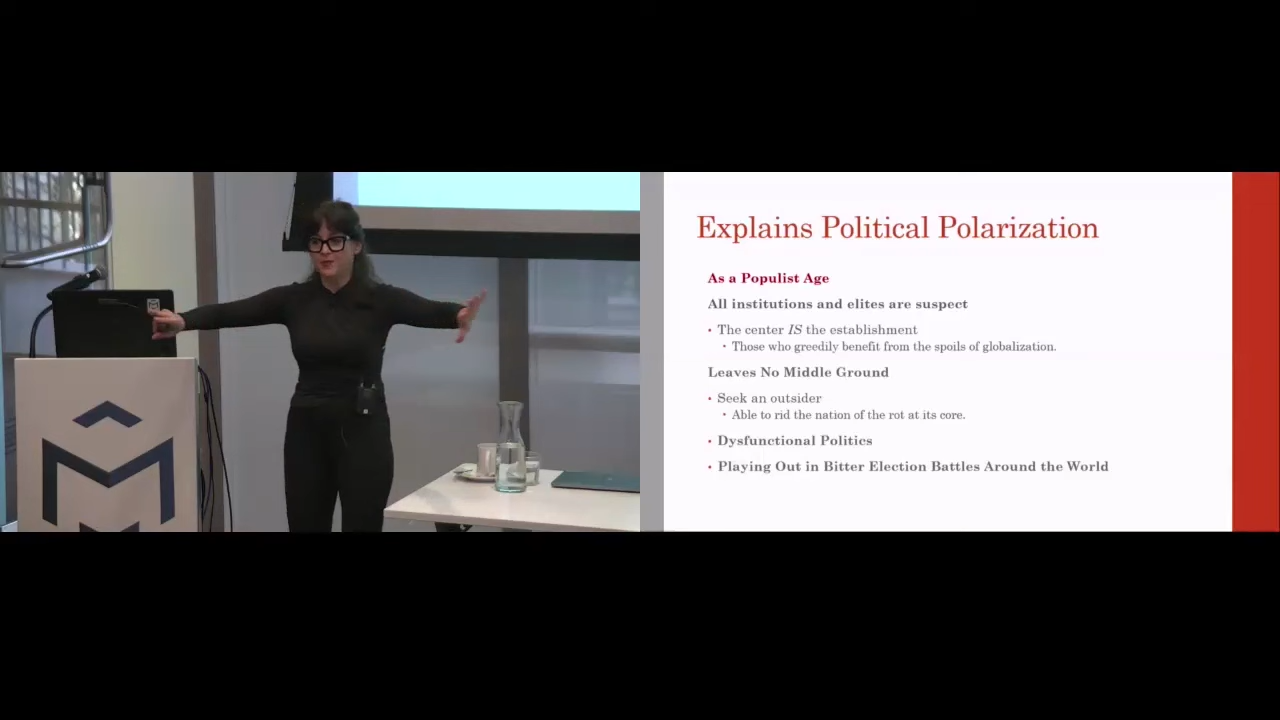 Explains Political Polarization
As a Populist Age
All institutions and elites are suspect
• The center IS the establishment
• Those who greedily benefit from the spoils of globalization.
Leaves No Middle Ground
• Seek an outsider
• Able to rid the nation of the rot at its core.
• Dysfunctional Politics
• Playing Out in Bitter Election Battles Around the World